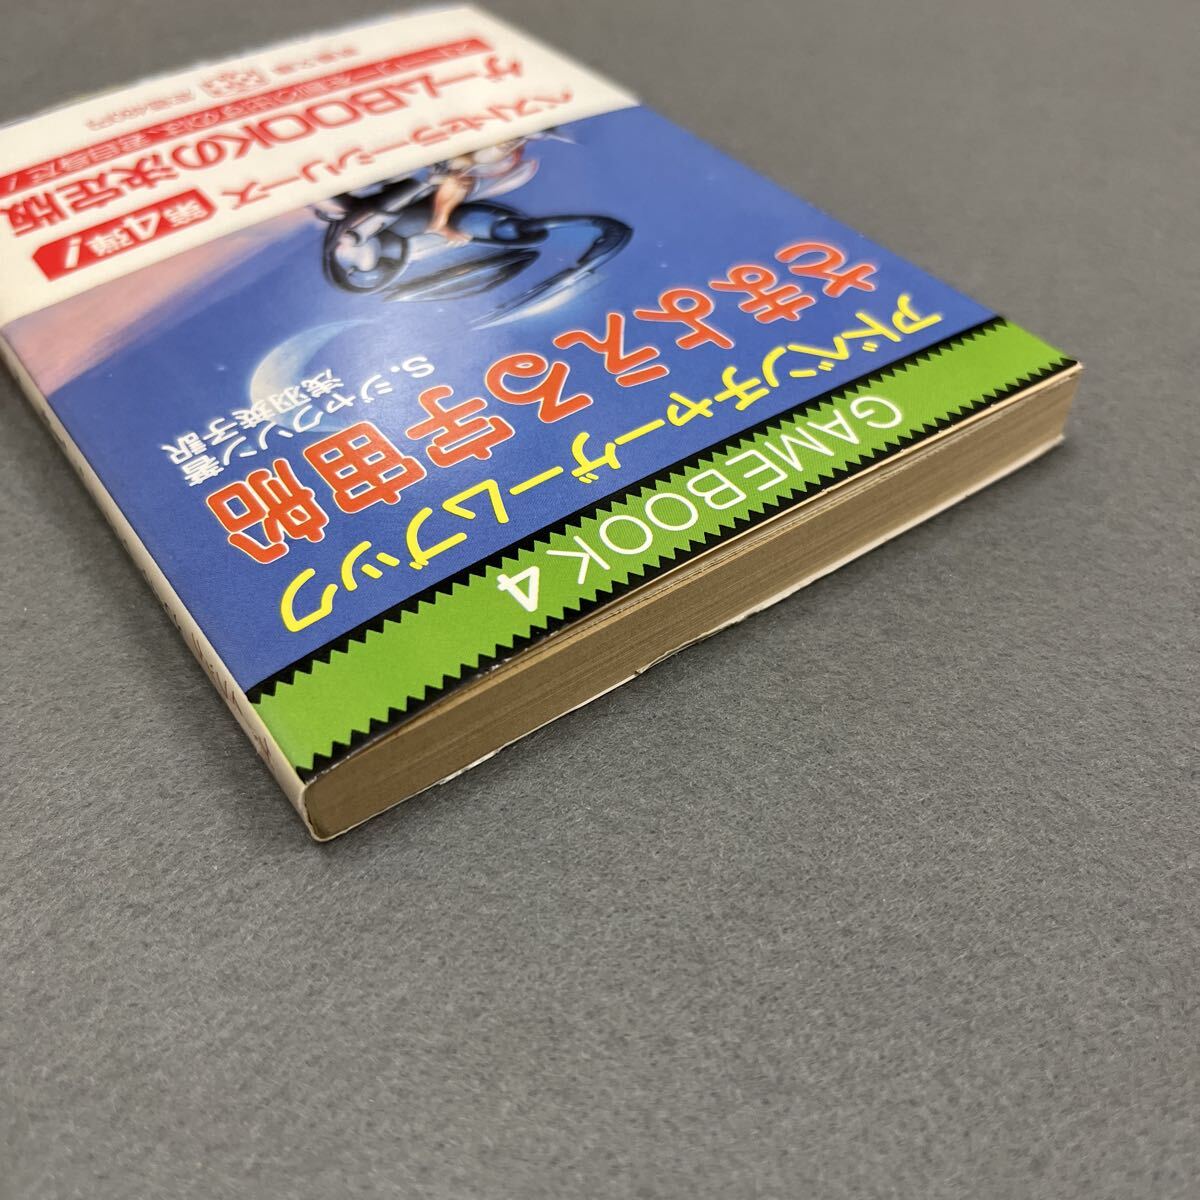 GAMEBOOK 4
アドベンチャーゲームブック
さまよえる宇宙船
S.ジャクソン著
浅羽莢子訳
ベストセラーシリーズ 第4弾!
ゲームBOOKの決定版